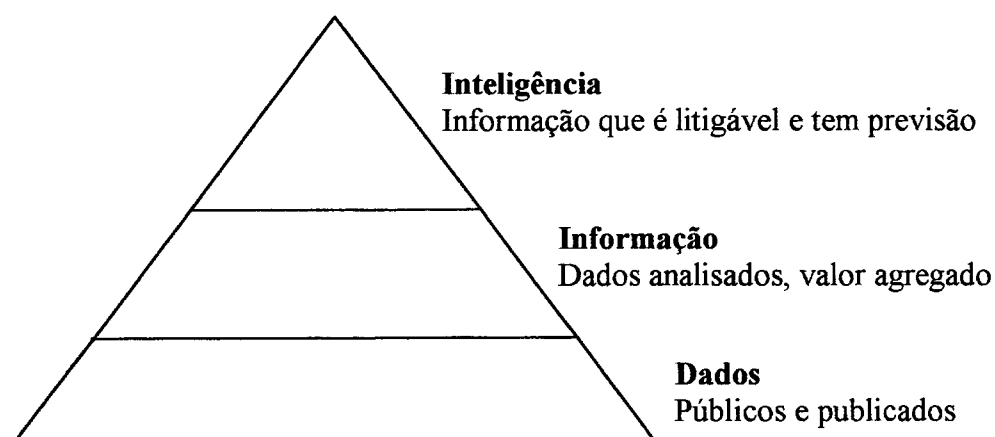 Inteligência
Informação que é litigável e tem previsão
Informação
Dados analisados, valor agregado
Dados
Públicos e publicados